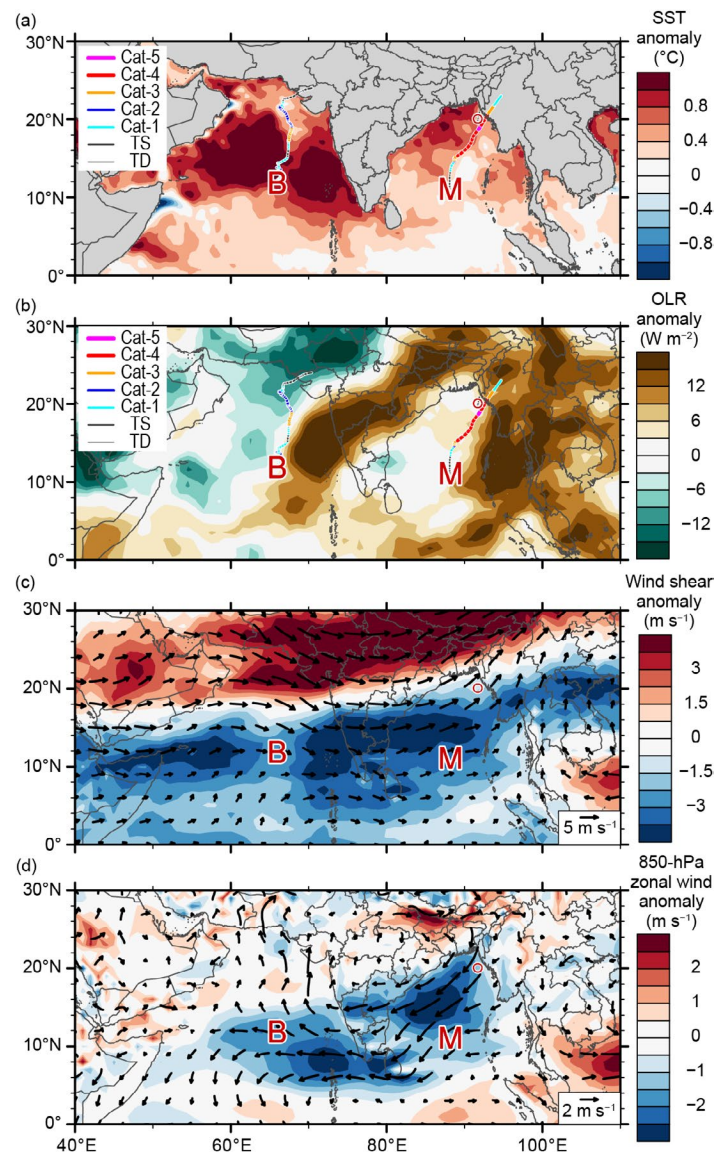 (a)
SST
anomaly
(°C)
30°N
20°N
10°N
0°
Cat-5
Cat-4
Cat-3
Cat-2
Cat-1
TS
TD
B
M
0.8
0.4
0
−0.4
−0.8
(b)
OLR
anomaly
(W m⁻²)
30°N
20°N
10°N
0°
Cat-5
Cat-4
Cat-3
Cat-2
Cat-1
TS
TD
B
M
12
6
0
−6
−12
(c)
Wind shear
anomaly
(m s⁻¹)
30°N
20°N
10°N
0°
B
M
5 m s⁻¹
3
1.5
0
−1.5
−3
(d)
850-hPa
zonal wind
anomaly
(m s⁻¹)
30°N
20°N
10°N
0°
B
M
2 m s⁻¹
2
1
0
−1
−2
40°E
60°E
80°E
100°E